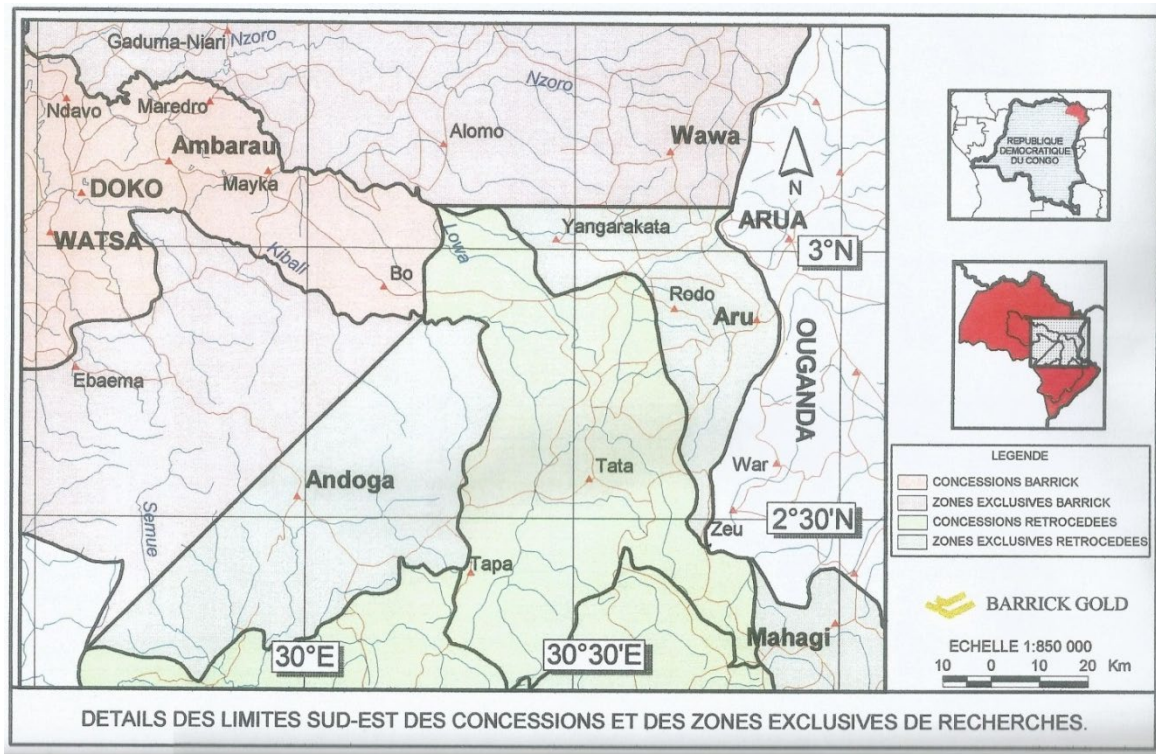 Gaduma-Niari
Nzoro
Ndavo
Maredro
Nzoro
Alomo
Wawa
Ambarau
Mayka
DOKO
WATSA
Kibali
Bo
Lowa
Yangarakata
ARUA
N
3°N
Redo
Aru
OUGANDA
Ebaema
Semue
Andoga
Tata
War
Zeu
2°30'N
Tapa
Mahagi
30°E
30°30'E
REPUBLIQUE
DEMOCRATIQUE
DU CONGO
LEGENDE
CONCESSIONS BARRICK
ZONES EXCLUSIVES BARRICK
CONCESSIONS RETROCEDEES
ZONES EXCLUSIVES RETROCEDEES
BARRICK GOLD
ECHELLE 1:850 000
10 0 10 20 Km
DETAILS DES LIMITES SUD-EST DES CONCESSIONS ET DES ZONES EXCLUSIVES DE RECHERCHES.